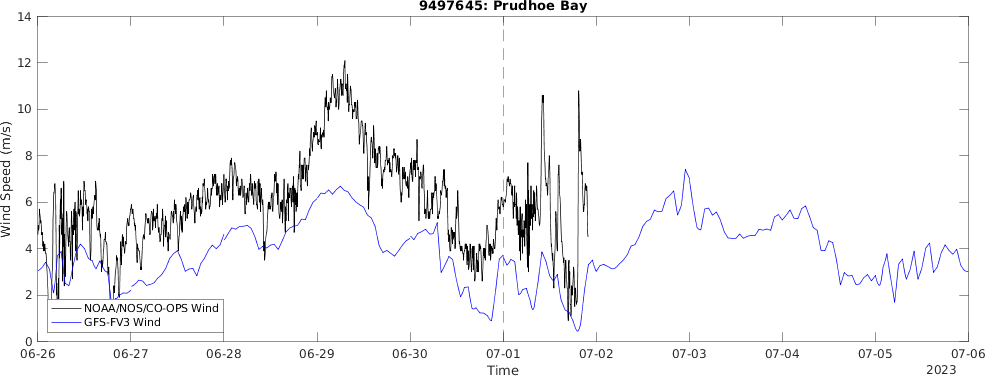 9497645: Prudhoe Bay
14
12
10
8
6
4
2
0
Wind Speed (m/s)
NOAA/NOS/CO-OPS Wind
GFS-FV3 Wind
06-26 06-27 06-28 06-29 06-30 07-01 07-02 07-03 07-04 07-05 07-06
Time
2023